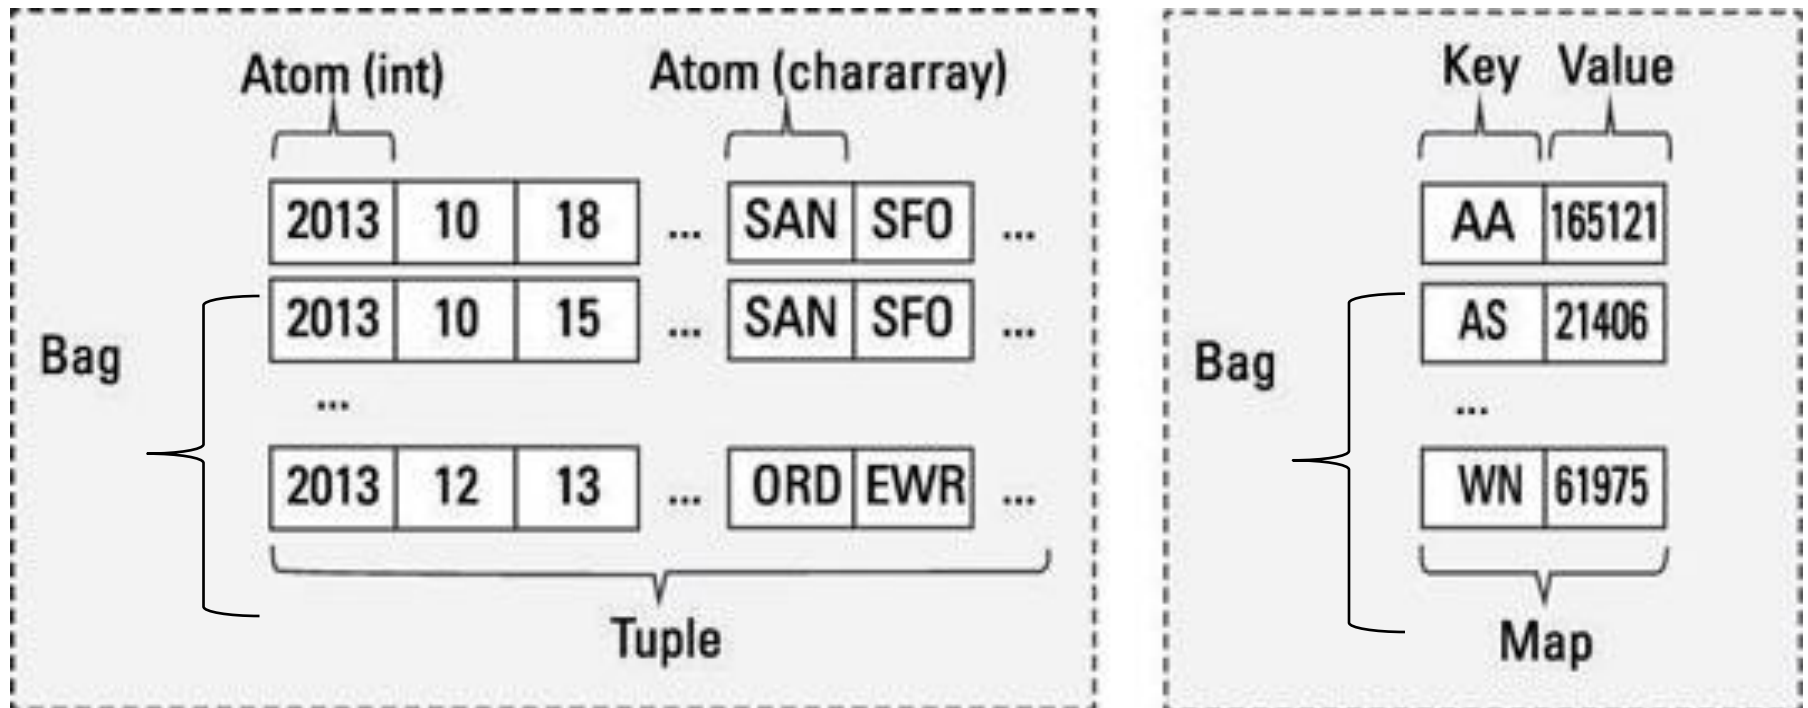 Atom (int) Atom (chararray)
2013 10 18 ... SAN SFO ...
2013 10 15 ... SAN SFO ...
Bag
...
2013 12 13 ... ORD EWR ...
Tuple
Key Value
AA 165121
AS 21406
Bag
...
WN 61975
Map